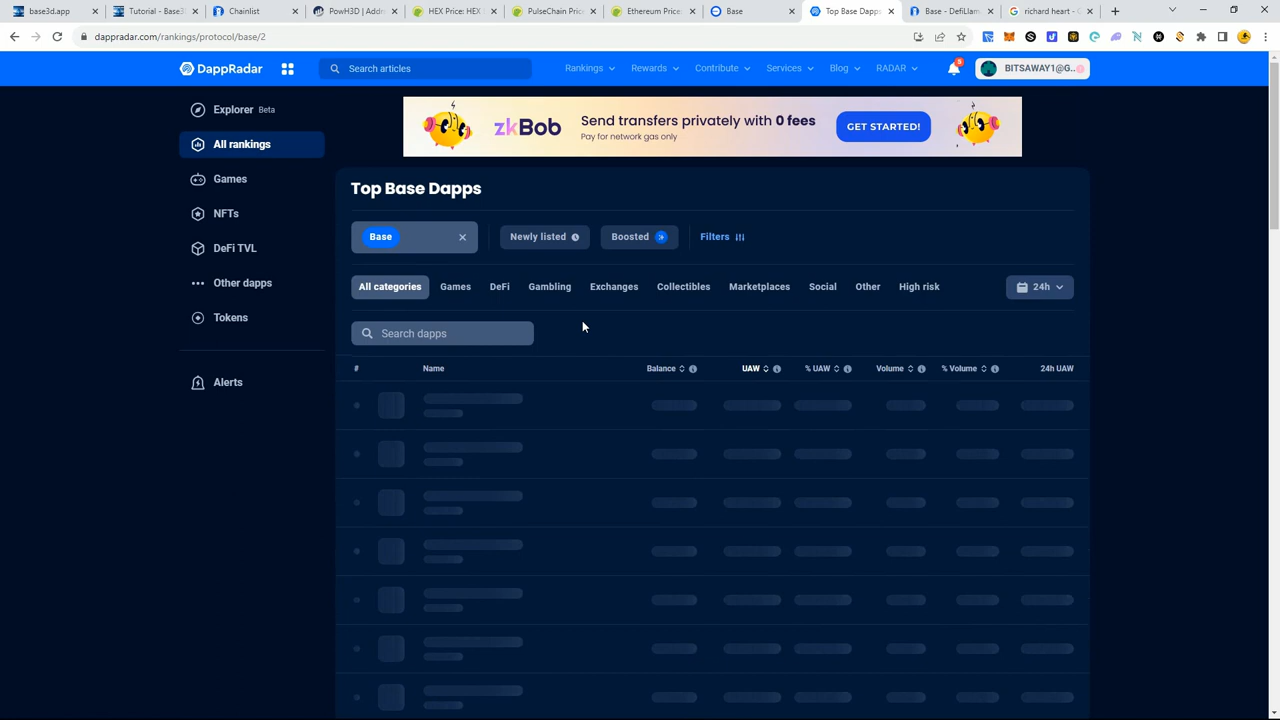 base3d.app
Tutorial - Base3
Chainlist
PowH3D | Addre
HEX Price: HEX
PulseChain Price
Ethereum Price:
Base
Top Base Dapps
Base - DefiLlam
richard heart - G
dappradar.com/rankings/protocol/base/2
DappRadar
Search articles
Rankings
Rewards
Contribute
Services
Blog
RADAR
BITSAWAY1@G...
Explorer Beta
All rankings
Games
NFTs
DeFi TVL
Other dapps
Tokens
Alerts
zkBob
Send transfers privately with 0 fees
Pay for network gas only
GET STARTED!
Top Base Dapps
Base
Newly listed
Boosted
Filters
All categories
Games
DeFi
Gambling
Exchanges
Collectibles
Marketplaces
Social
Other
High risk
24h
Search dapps
# Name Balance UAW % UAW Volume % Volume 24h UAW